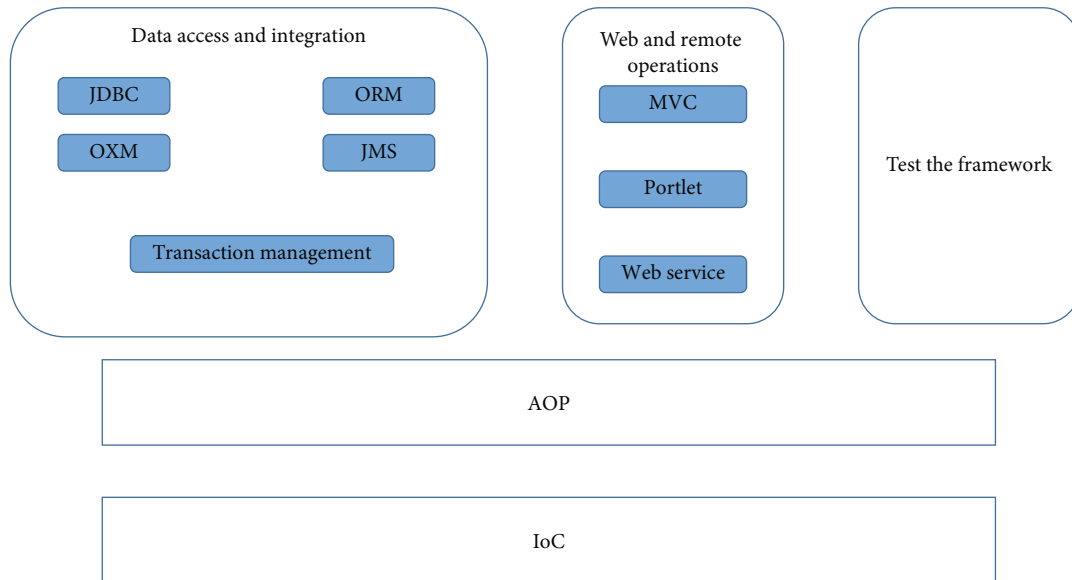 Data access and integration
JDBC
ORM
OXM
JMS
Transaction management
Web and remote
operations
MVC
Portlet
Web service
Test the framework
AOP
IoC